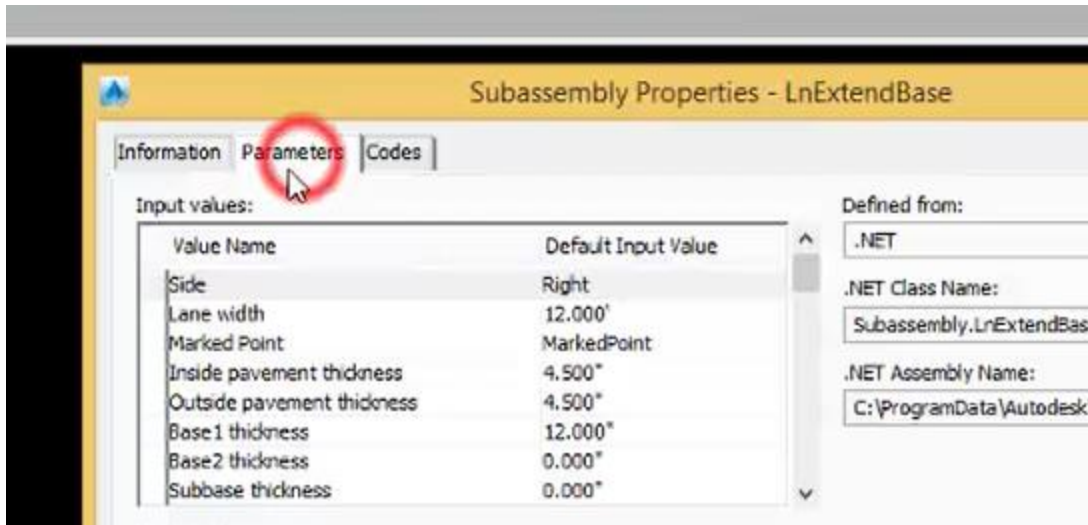 Subassembly Properties - LnExtendBase
Information Parameters Codes
Input values:
Value Name Default Input Value
Side Right
Lane width 12.000'
Marked Point MarkedPoint
Inside pavement thickness 4.500"
Outside pavement thickness 4.500"
Base1 thickness 12.000"
Base2 thickness 0.000"
Subbase thickness 0.000"
Defined from:
.NET
.NET Class Name:
Subassembly.LnExtendBas
.NET Assembly Name:
C:\ProgramData\Autodesk